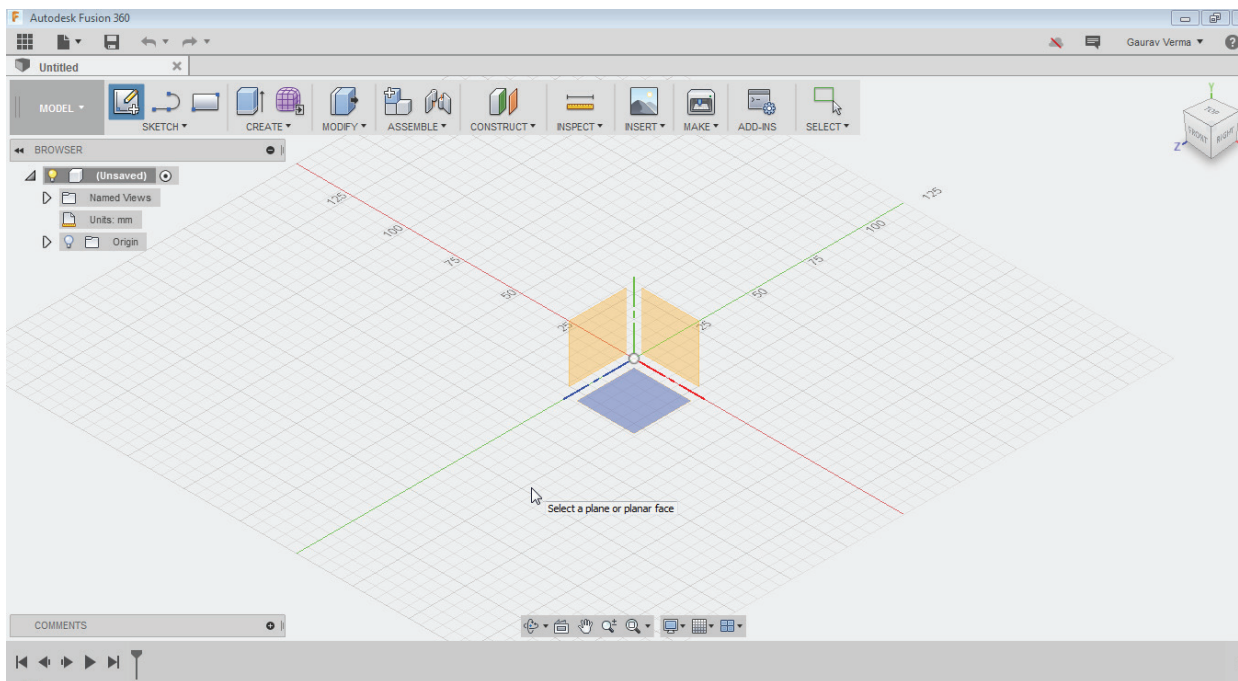 Autodesk Fusion 360
Gaurav Verma
Untitled
MODEL
SKETCH
CREATE
MODIFY
ASSEMBLE
CONSTRUCT
INSPECT
INSERT
MAKE
ADD-INS
SELECT
Y
TOP
FRONT
RIGHT
Z
BROWSER
(Unsaved)
Named Views
Units: mm
Origin
125
100
75
50
25
125
100
75
50
25
Select a plane or planar face
COMMENTS